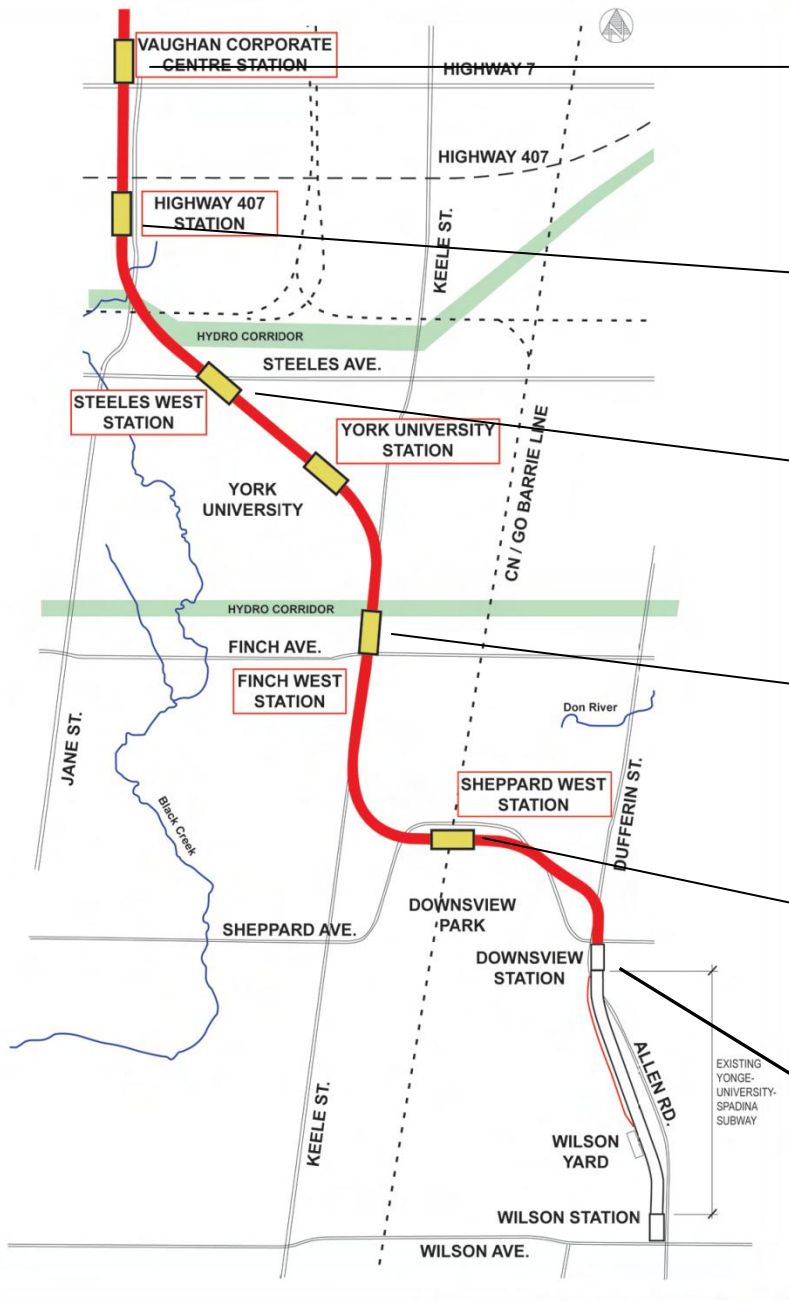 VAUGHAN CORPORATE
CENTRE STATION
HIGHWAY 7
HIGHWAY 407
HIGHWAY 407
STATION
KEELE ST.
HYDRO CORRIDOR
STEELES AVE.
STEELES WEST
STATION
YORK UNIVERSITY
STATION
CN / GO BARRIE LINE
YORK
UNIVERSITY
HYDRO CORRIDOR
FINCH AVE.
FINCH WEST
STATION
Don River
JANE ST.
SHEPPARD WEST
STATION
DUFFERIN ST.
Black Creek
DOWNSVIEW
PARK
SHEPPARD AVE.
DOWNSVIEW
STATION
ALLEN RD.
EXISTING
YONGE-
UNIVERSITY-
SPADINA
SUBWAY
KEELE ST.
WILSON
YARD
WILSON STATION
WILSON AVE.